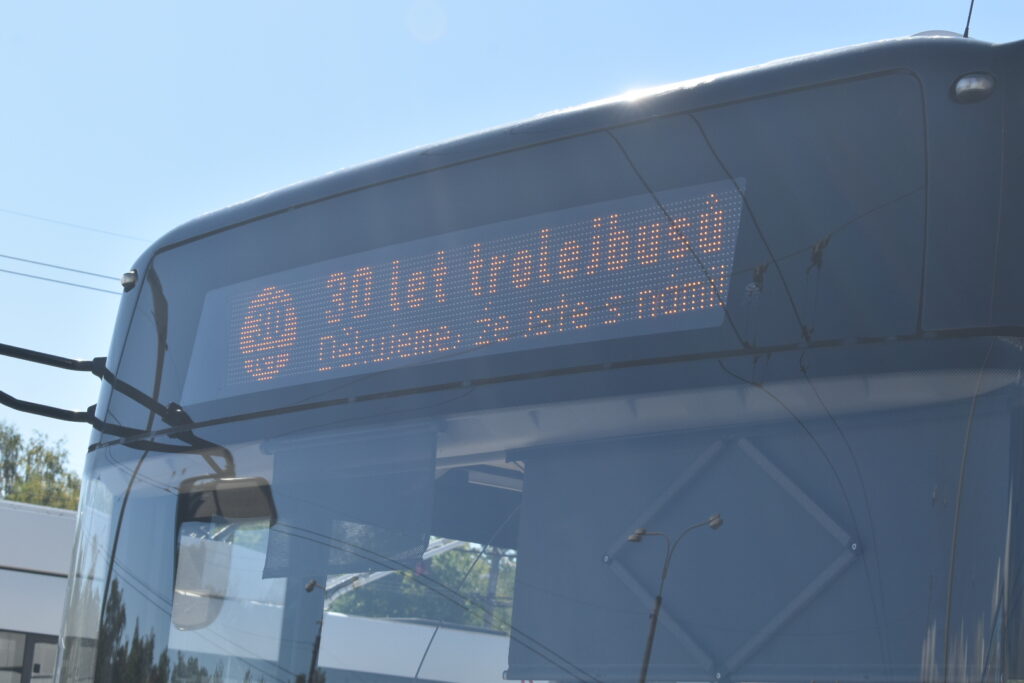 30 let trolejbusů
Děkujeme, že jste s námi!